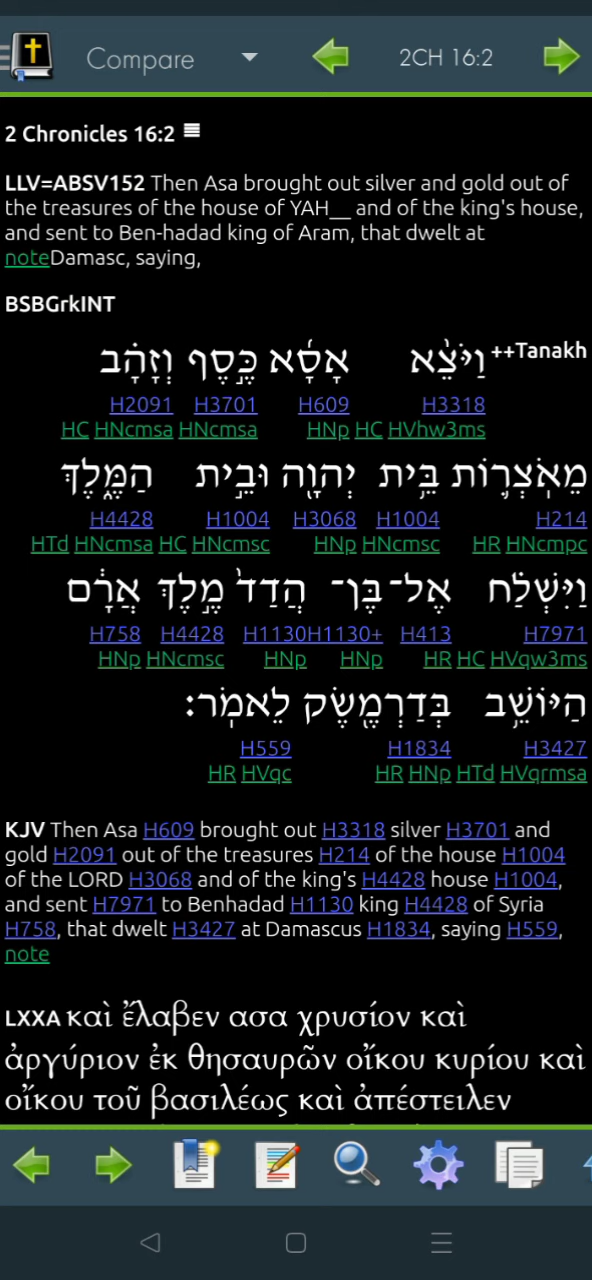 Compare 2CH 16:2
2 Chronicles 16:2
LLV=ABSV152 Then Asa brought out silver and gold out of
the treasures of the house of YAH__ and of the king's house,
and sent to Ben-hadad king of Aram, that dwelt at
noteDamasc, saying,
BSBGrkINT
++Tanakh וַיֹּצֵ֨א אָסָ֜א כֶּ֣סֶף וְזָהָ֗ב
H2091 H3701 H609 H3318
HC HNcmsa HNcmsa HNp HC HVhw3ms
מֵאֹֽצְר֛וֹת בֵּ֥ית יְהוָ֖ה וּבֵ֣ית הַמֶּ֑לֶךְ
H4428 H1004 H3068 H1004 H214
HTd HNcmsa HC HNcmsc HNp HNcmsc HR HNcmpc
וַיִּשְׁלַ֗ח אֶל־בֶּן־ הֲדַד֙ מֶ֣לֶךְ אֲרָ֔ם
H758 H4428 H1130H1130+ H413 H7971
HNp HNcmsc HNp HNp HR HC HVqw3ms
הַיּוֹשֵׁ֥ב בְּדַרְמֶ֖שֶׂק לֵאמֹֽר׃
H559 H1834 H3427
HR HVqc HR HNp HTd HVqrmsa
KJV Then Asa H609 brought out H3318 silver H3701 and
gold H2091 out of the treasures H214 of the house H1004
of the LORD H3068 and of the king's H4428 house H1004,
and sent H7971 to Benhadad H1130 king H4428 of Syria
H758, that dwelt H3427 at Damascus H1834, saying H559,
note
LXXA καὶ ἔλαβεν ασα χρυσίον καὶ
ἀργύριον ἐκ θησαυρῶν οἴκου κυρίου καὶ
οἴκου τοῦ βασιλέως καὶ ἀπέστειλεν